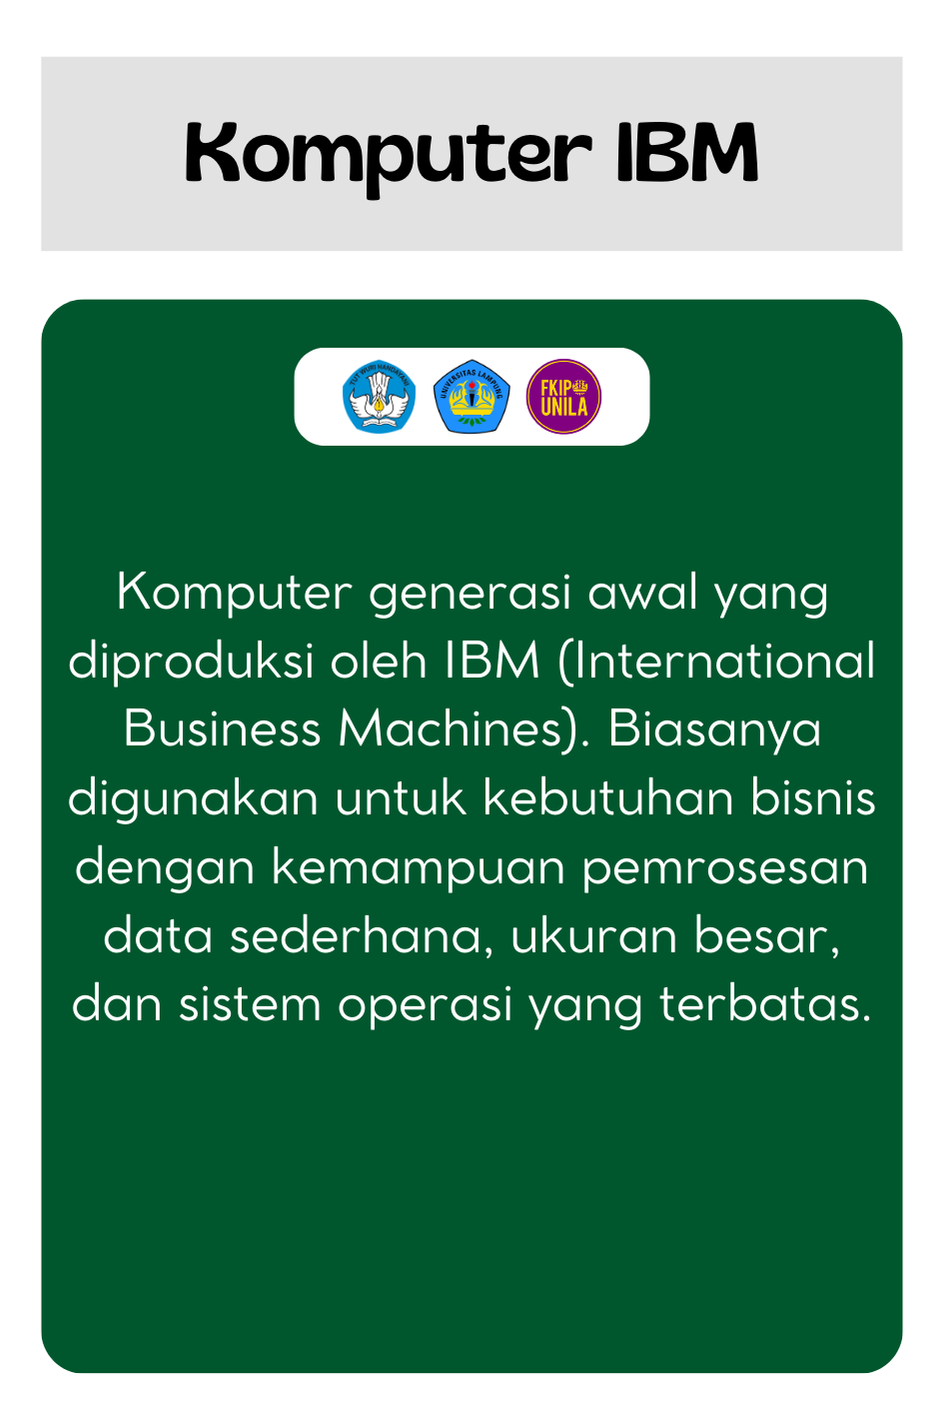 Komputer IBM
TUT WURI HANDAYANI
UNIVERSITAS LAMPUNG
FKIP
UNILA
Komputer generasi awal yang
diproduksi oleh IBM (International
Business Machines). Biasanya
digunakan untuk kebutuhan bisnis
dengan kemampuan pemrosesan
data sederhana, ukuran besar,
dan sistem operasi yang terbatas.